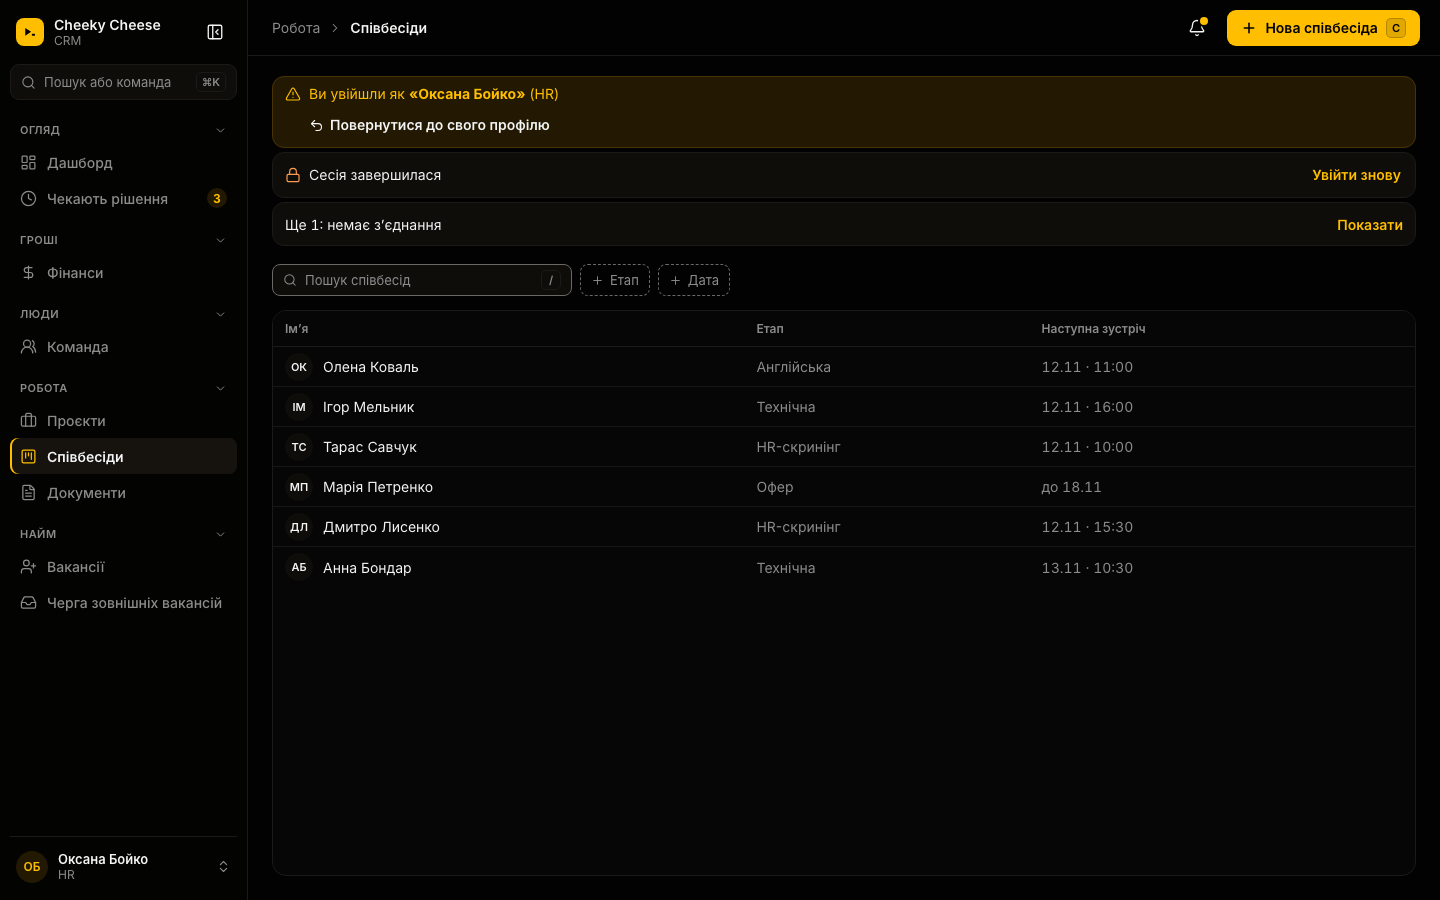 Cheeky Cheese
CRM
Пошук або команда ⌘K
ОГЛЯД
Дашборд
Чекають рішення 3
ГРОШІ
Фінанси
ЛЮДИ
Команда
РОБОТА
Проєкти
Співбесіди
Документи
НАЙМ
Вакансії
Черга зовнішніх вакансій
ОБ Оксана Бойко
HR
Робота > Співбесіди
+ Нова співбесіда C
Ви увійшли як «Оксана Бойко» (HR)
Повернутися до свого профілю
Сесія завершилася Увійти знову
Ще 1: немає з’єднання Показати
Пошук співбесід / + Етап + Дата
Ім’я Етап Наступна зустріч
ОК Олена Коваль Англійська 12.11 · 11:00
ІМ Ігор Мельник Технічна 12.11 · 16:00
ТС Тарас Савчук HR-скринінг 12.11 · 10:00
МП Марія Петренко Офер до 18.11
ДЛ Дмитро Лисенко HR-скринінг 12.11 · 15:30
АБ Анна Бондар Технічна 13.11 · 10:30